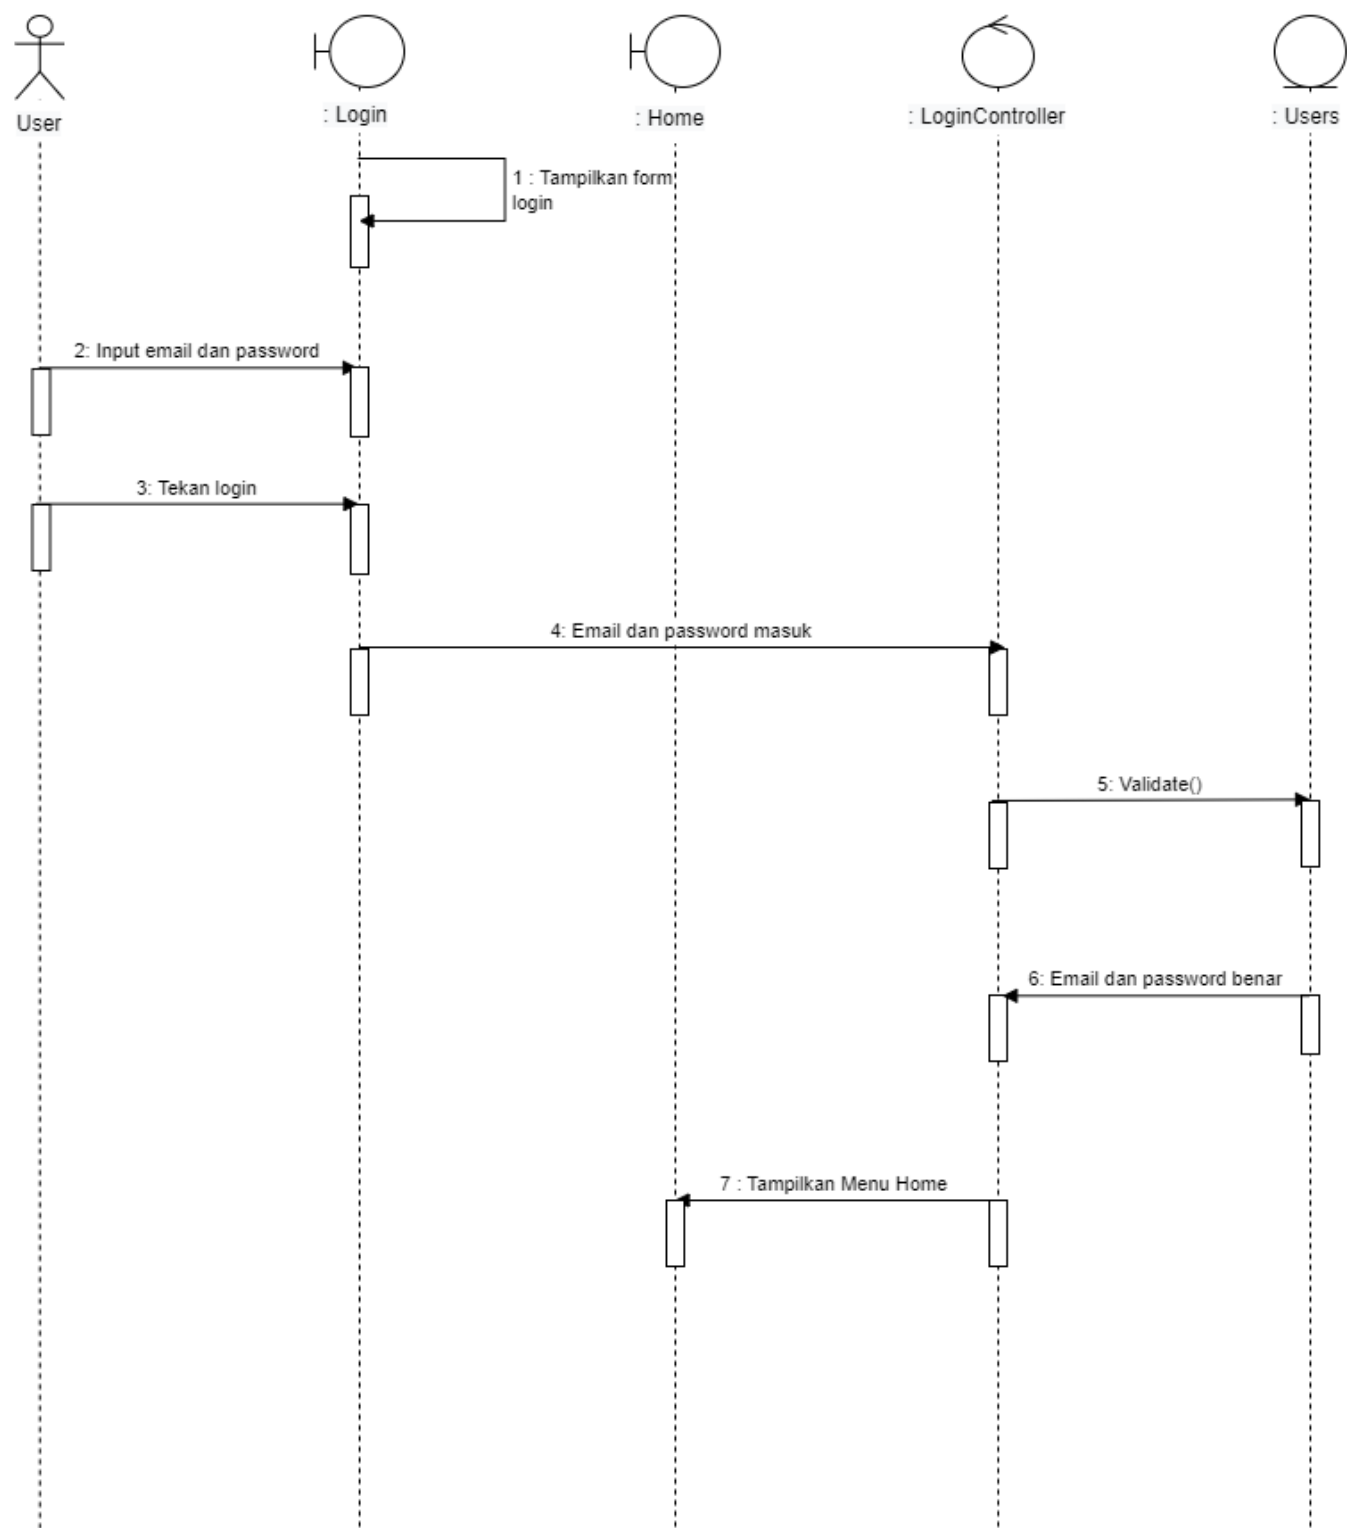 User
: Login
: Home
: LoginController
: Users
1 : Tampilkan form
login
2: Input email dan password
3: Tekan login
4: Email dan password masuk
5: Validate()
6: Email dan password benar
7 : Tampilkan Menu Home